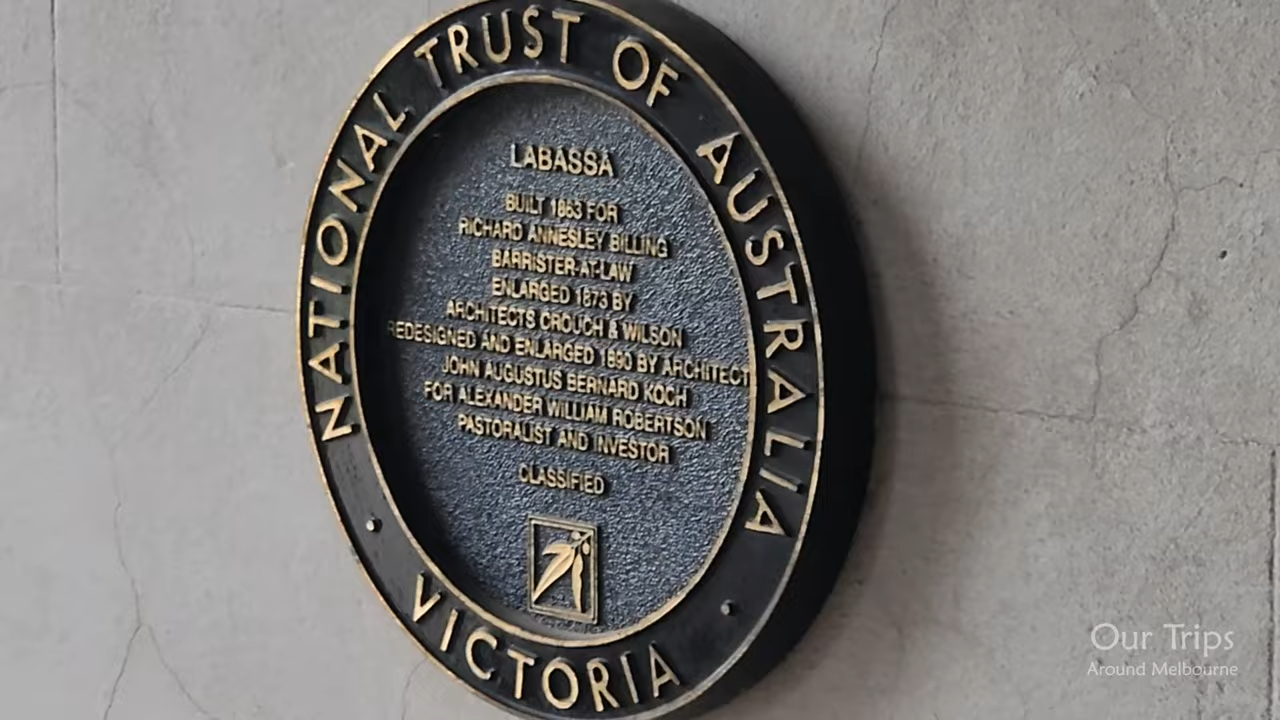 NATIONAL TRUST OF AUSTRALIA
LABASSA
BUILT 1863 FOR
RICHARD ANNESLEY BILLING
BARRISTER-AT-LAW
ENLARGED 1873 BY
ARCHITECTS CROUCH & WILSON
REDESIGNED AND ENLARGED 1890 BY ARCHITECT
JOHN AUGUSTUS BERNARD KOCH
FOR ALEXANDER WILLIAM ROBERTSON
PASTORALIST AND INVESTOR
CLASSIFIED
VICTORIA
Our Trips
Around Melbourne